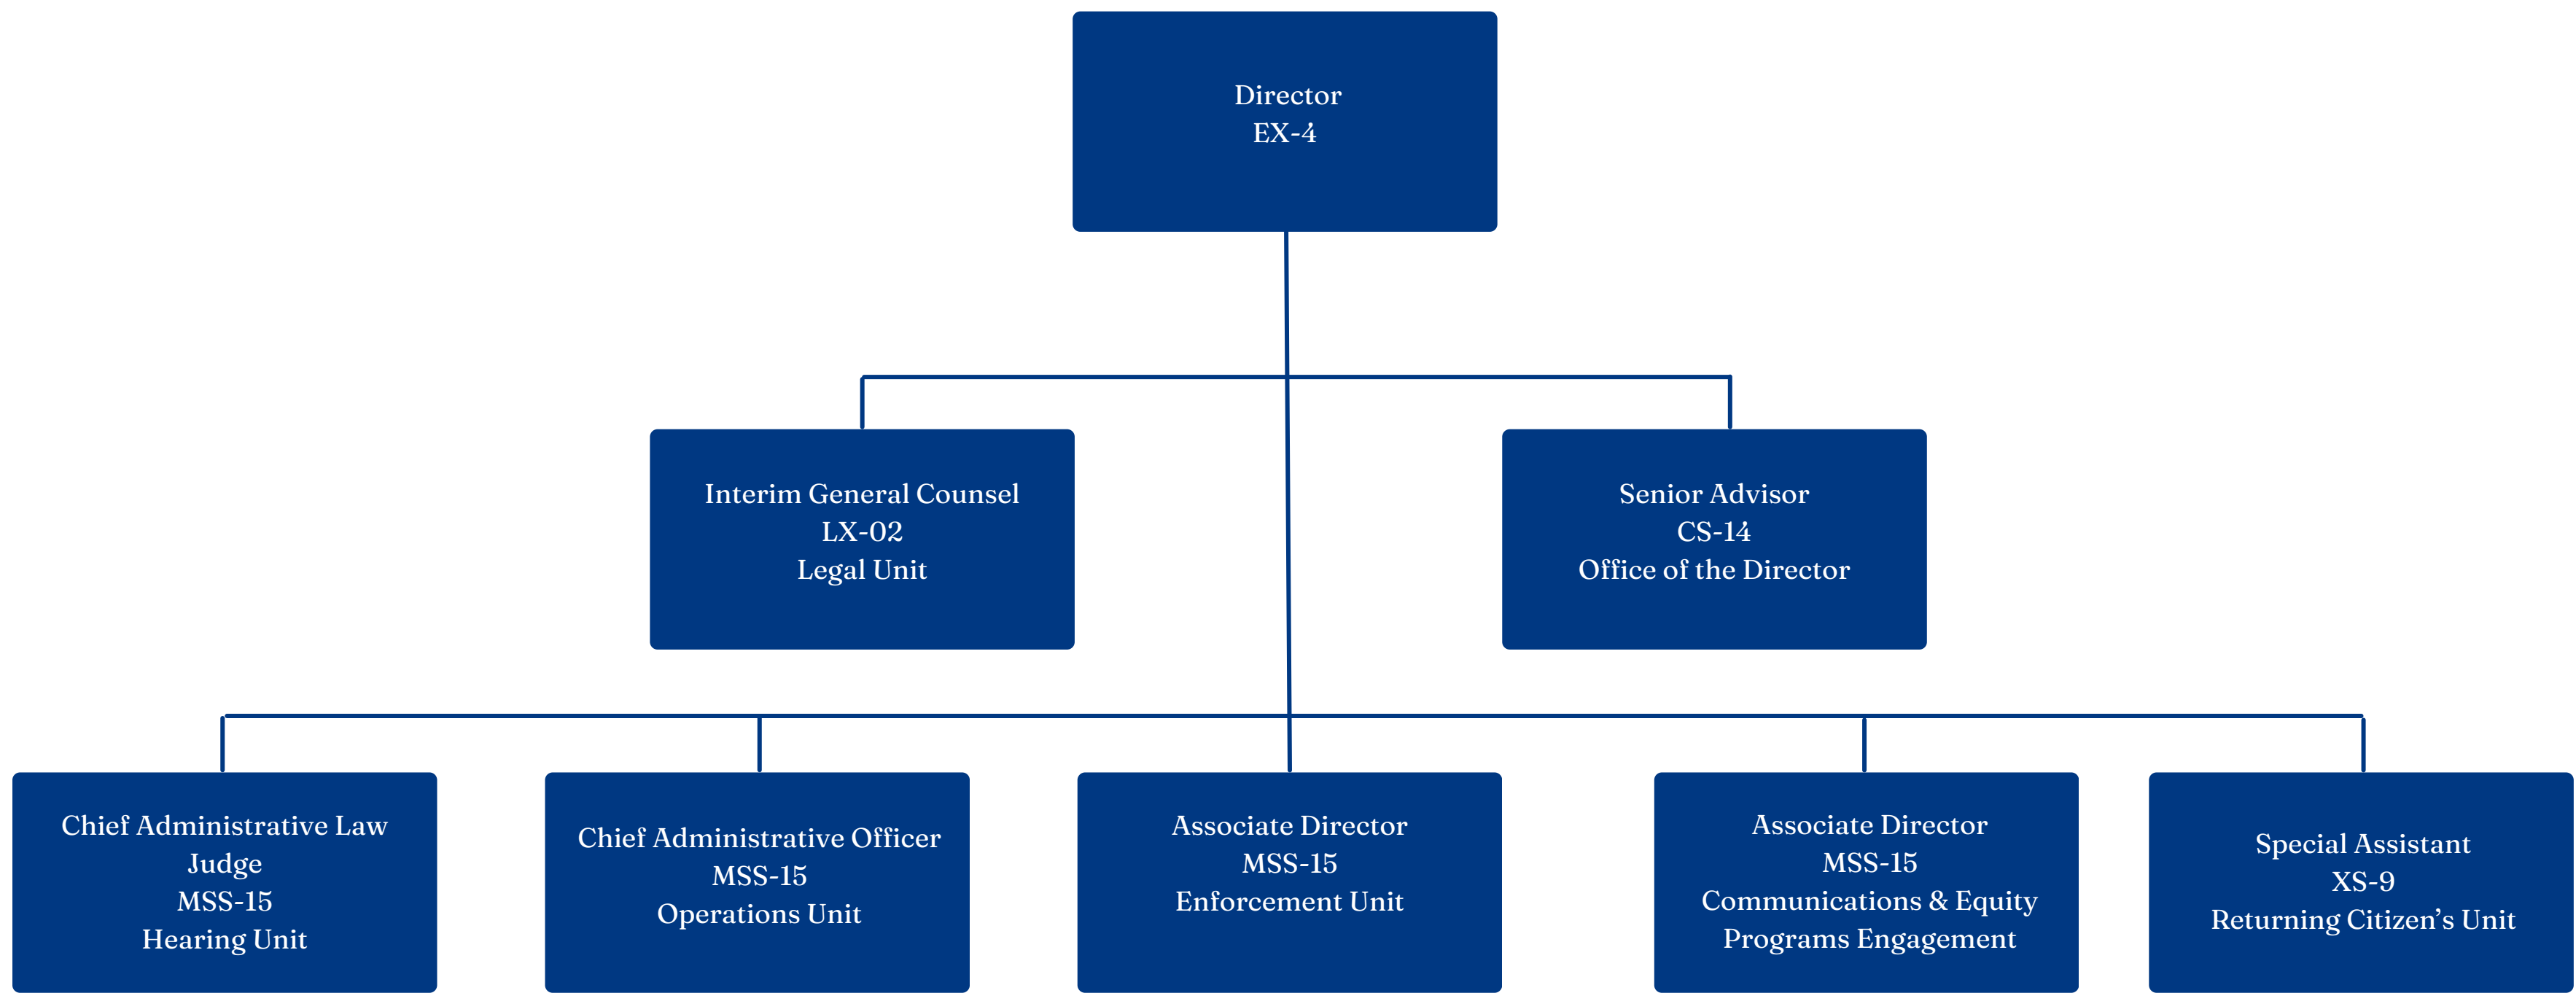 Director
EX-4
Interim General Counsel
LX-02
Legal Unit
Senior Advisor
CS-14
Office of the Director
Chief Administrative Law
Judge
MSS-15
Hearing Unit
Chief Administrative Officer
MSS-15
Operations Unit
Associate Director
MSS-15
Enforcement Unit
Associate Director
MSS-15
Communications & Equity
Programs Engagement
Special Assistant
XS-9
Returning Citizen’s Unit